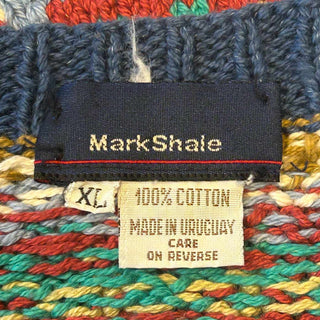 MarkShale
XL
100% COTTON
MADE IN URUGUAY
CARE
ON REVERSE